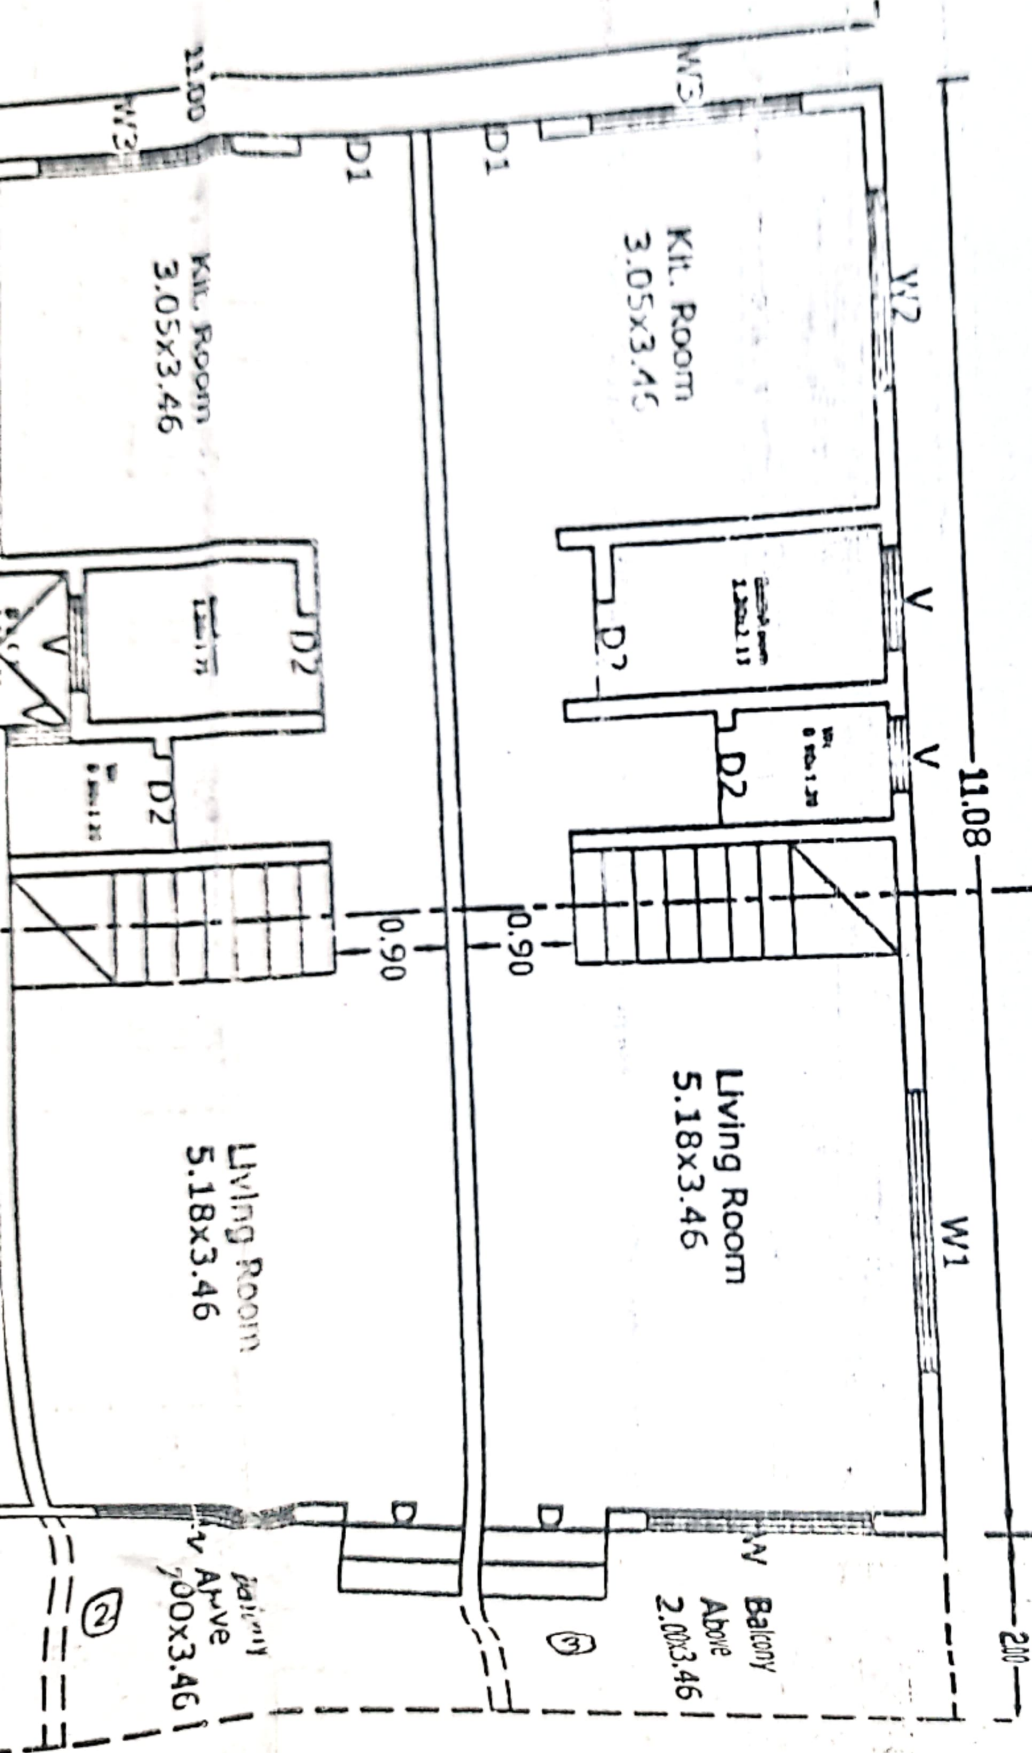 11.00
W3
W3
D1
D1
Kit. Room
3.05x3.46
Kit. Room
3.05x3.46
W2
V
V
V
D2
D2
D2
D2
11.08
0.90
0.90
Living Room
5.18x3.46
Living Room
5.18x3.46
W1
D
D
W
Balcony
Above
2.00x3.46
2.00
2
3